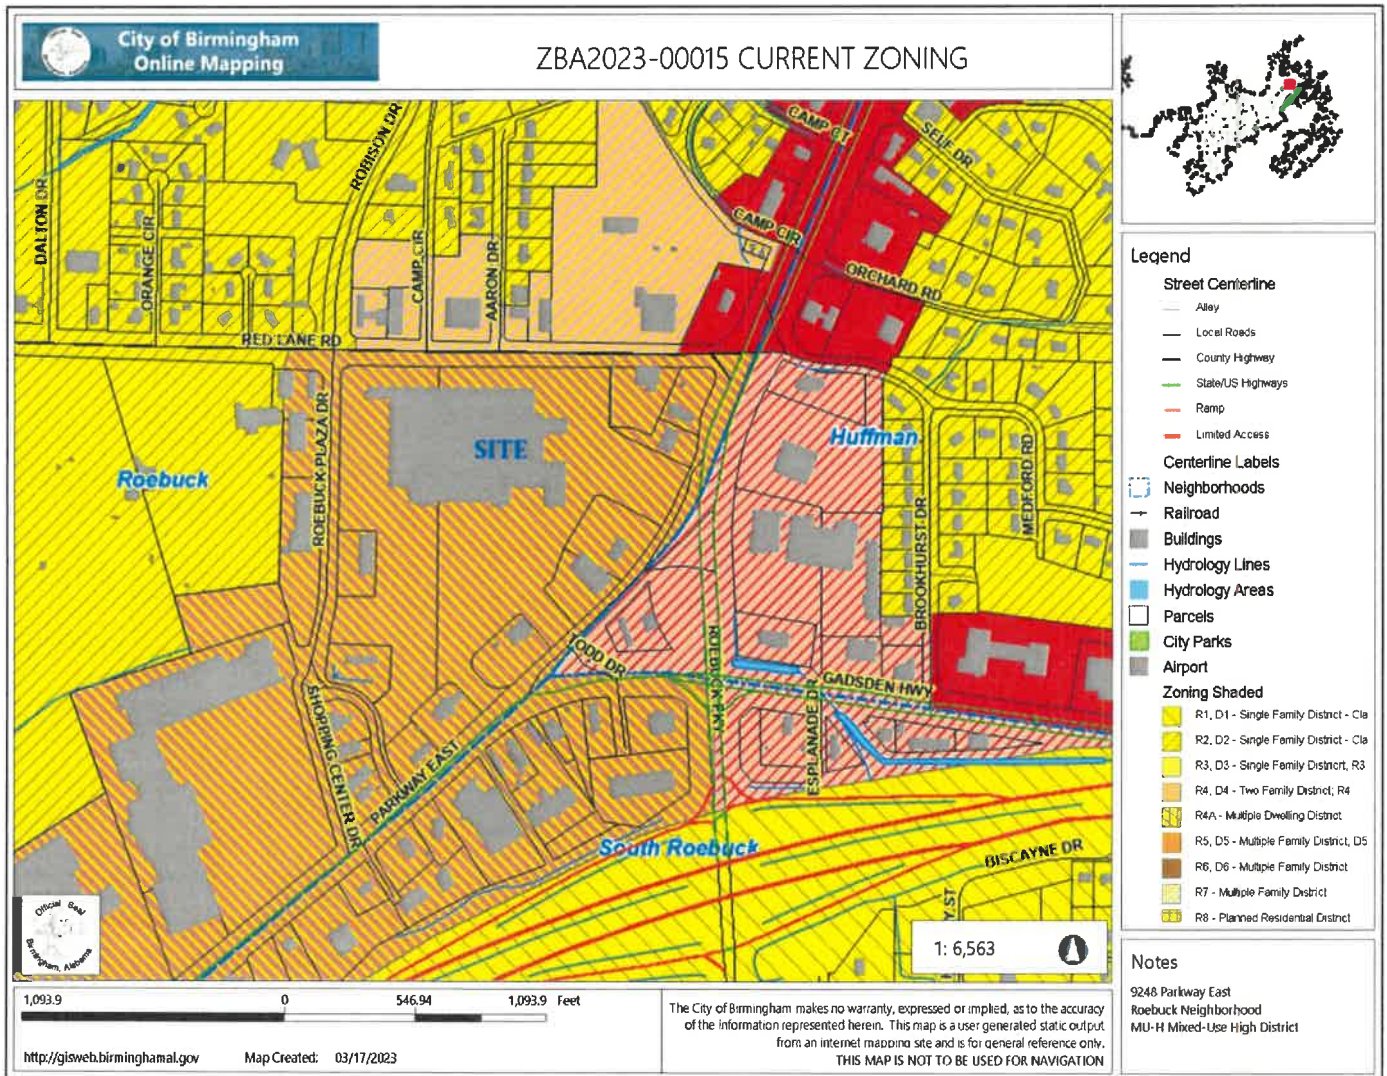 City of Birmingham
Online Mapping
ZBA2023-00015 CURRENT ZONING
DALTON DR
ORANGE CIR
ROBISON DR
CAMP CIR
AARON DR
CAMP CT
SELF DR
CAMP CIR
ORCHARD RD
RED LANE RD
ROEBUCK PLAZA DR
SITE
Roebuck
Huffman
MEDFORD RD
BROOKHURST DR
TODD DR
ROEBUCK PKY
GADSDEN HWY
ESPLANADE DR
SHOPPING CENTER DR
PARKWAY EAST
South Roebuck
BISCAYNE DR
Y ST
Official Seal
Birmingham, Alabama
1: 6,563
Legend
Street Centerline
Alley
Local Roads
County Highway
State/US Highways
Ramp
Limited Access
Centerline Labels
Neighborhoods
Railroad
Buildings
Hydrology Lines
Hydrology Areas
Parcels
City Parks
Airport
Zoning Shaded
R1, D1 - Single Family District - Cla
R2, D2 - Single Family District - Cla
R3, D3 - Single Family District, R3
R4, D4 - Two Family District; R4
R4A - Multiple Dwelling District
R5, D5 - Multiple Family District, D5
R6, D6 - Multiple Family District
R7 - Multiple Family District
R8 - Planned Residential District
Notes
9248 Parkway East
Roebuck Neighborhood
MU-H Mixed-Use High District
1,093.9 0 546.94 1,093.9 Feet
http://gisweb.birminghamal.gov Map Created: 03/17/2023
The City of Birmingham makes no warranty, expressed or implied, as to the accuracy
of the information represented herein. This map is a user generated static output
from an internet mapping site and is for general reference only.
THIS MAP IS NOT TO BE USED FOR NAVIGATION